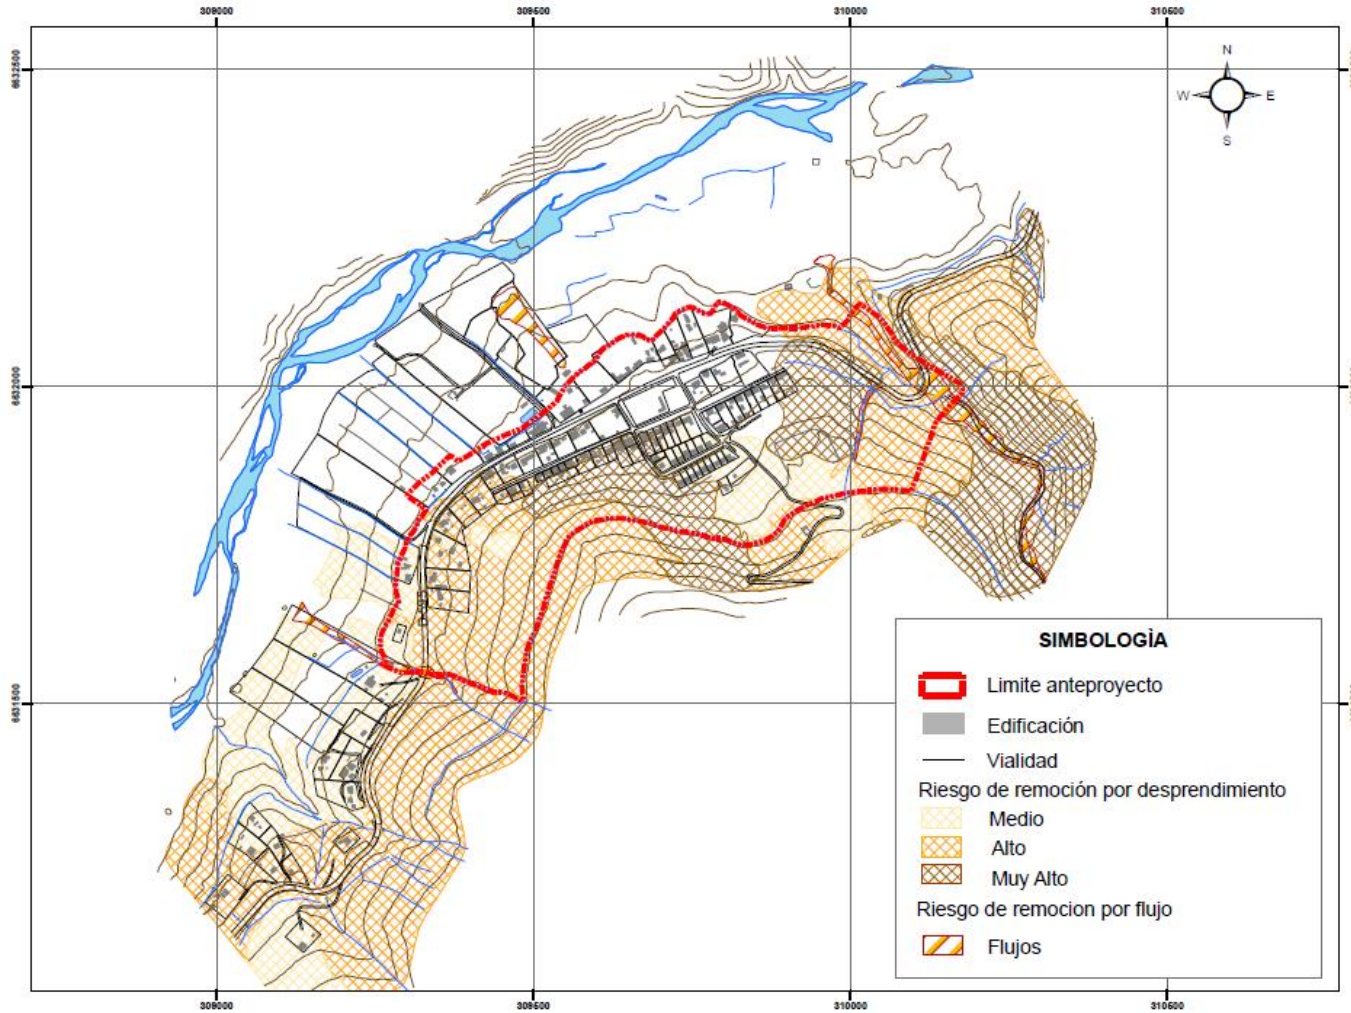 309000 309500 310000 310500
6632500
N
W E
S
6632000
6631500
SIMBOLOGÌA
Limite anteproyecto
Edificación
Vialidad
Riesgo de remoción por desprendimiento
Medio
Alto
Muy Alto
Riesgo de remocion por flujo
Flujos
309000 309500 310000 310500